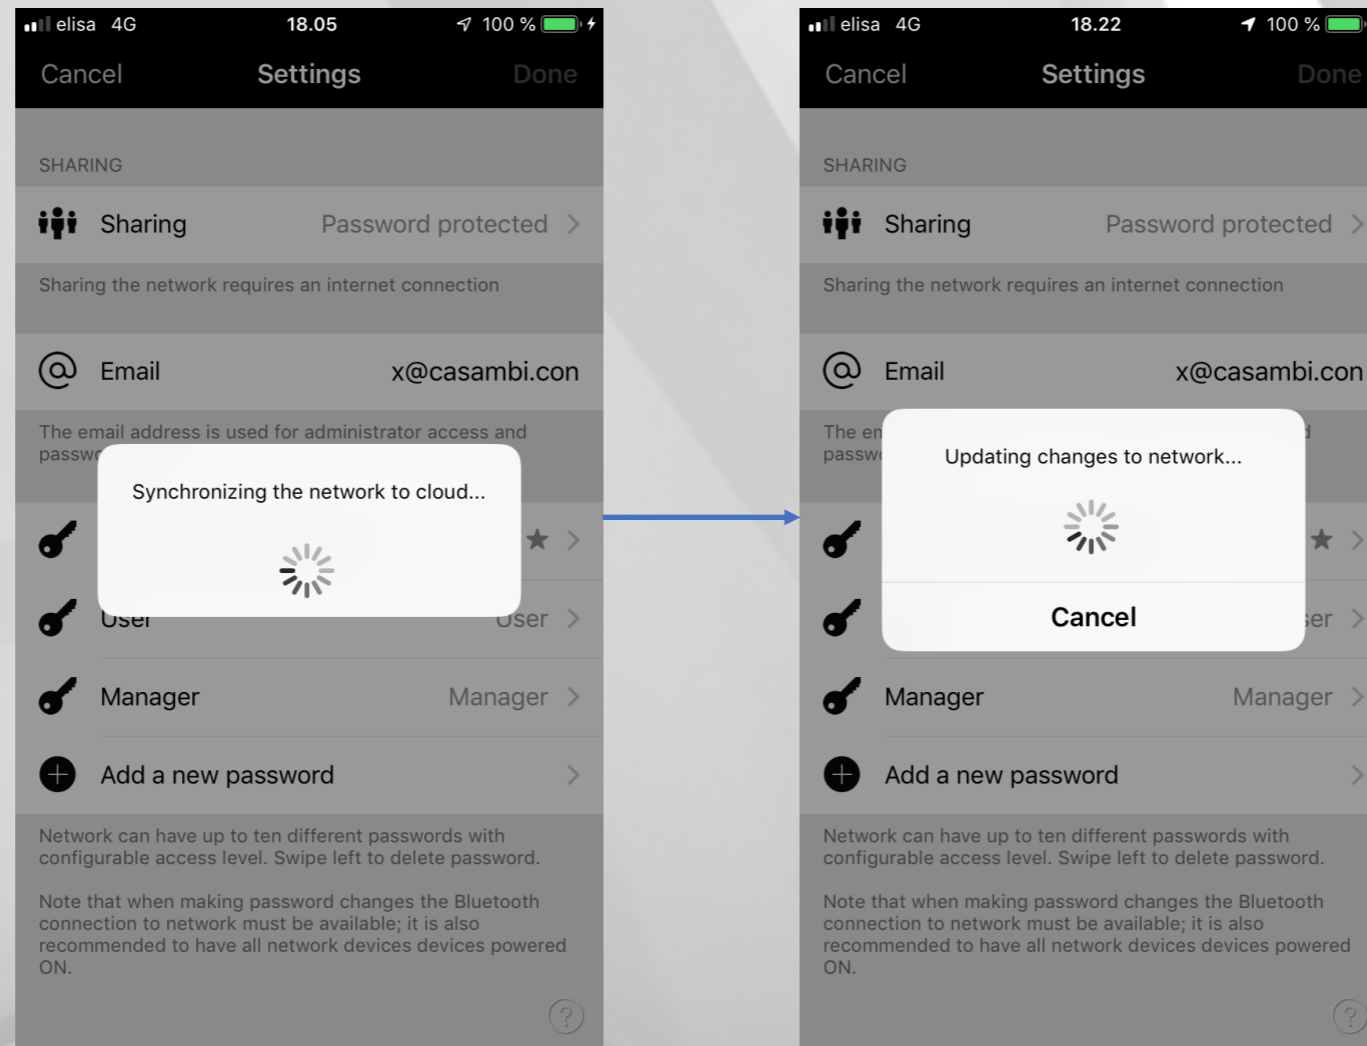 elisa 4G 18.05 100 %
Cancel Settings Done
SHARING
Sharing Password protected
Sharing the network requires an internet connection
Email x@casambi.con
The email address is used for administrator access and
passw
Synchronizing the network to cloud...
User User
Manager Manager
Add a new password
Network can have up to ten different passwords with
configurable access level. Swipe left to delete password.
Note that when making password changes the Bluetooth
connection to network must be available; it is also
recommended to have all network devices devices powered
ON.
?
elisa 4G 18.22 100 %
Cancel Settings Done
SHARING
Sharing Password protected
Sharing the network requires an internet connection
Email x@casambi.con
The em
passw
Updating changes to network...
Cancel
ser
Manager Manager
Add a new password
Network can have up to ten different passwords with
configurable access level. Swipe left to delete password.
Note that when making password changes the Bluetooth
connection to network must be available; it is also
recommended to have all network devices devices powered
ON.
?